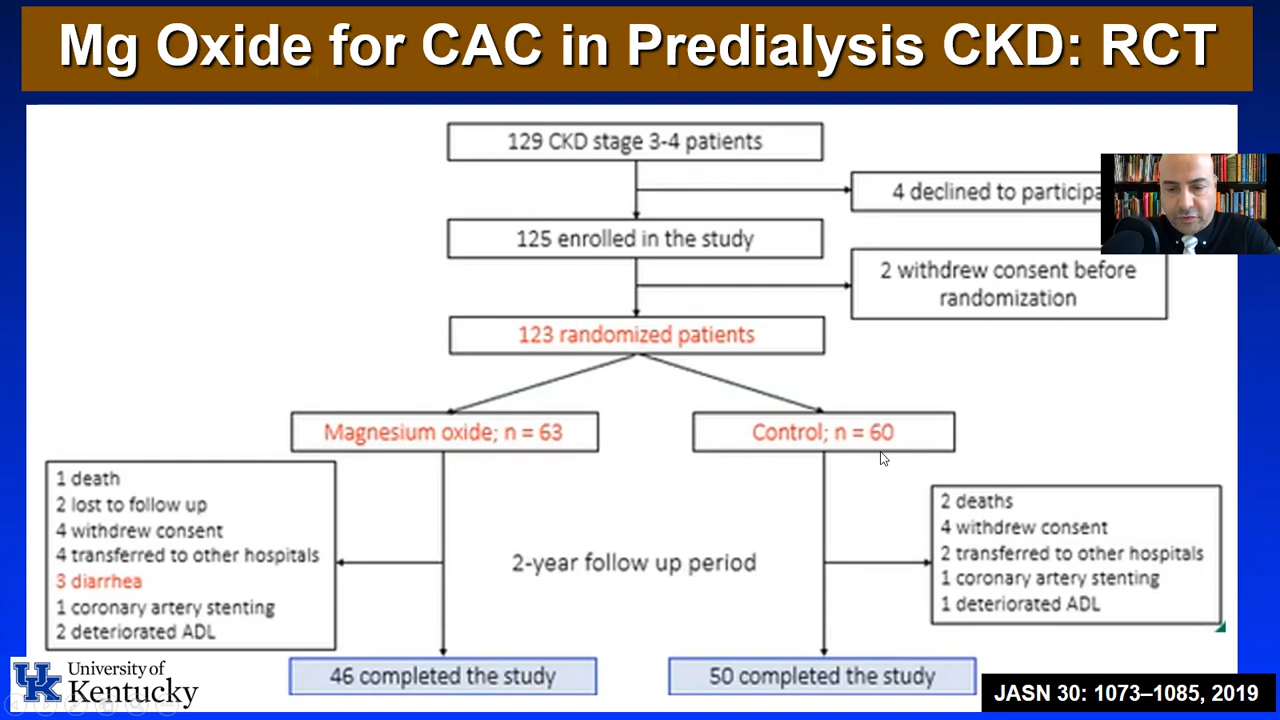 Mg Oxide for CAC in Predialysis CKD: RCT
129 CKD stage 3-4 patients
4 declined to
125 enrolled in the study
2 withdrew consent before
randomization
123 randomized patients
Magnesium oxide; n = 63
Control; n = 60
1 death
2 lost to follow up
4 withdrew consent
4 transferred to other hospitals
3 diarrhea
1 coronary artery stenting
2 deteriorated ADL
2-year follow up period
2 deaths
4 withdrew consent
2 transferred to other hospitals
1 coronary artery stenting
1 deteriorated ADL
46 completed the study
50 completed the study
UK
University of
Kentucky
JASN 30: 1073–1085, 2019